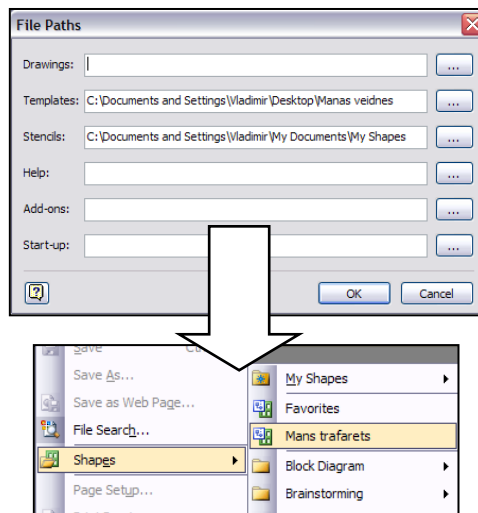 File Paths
Drawings: ...
Templates: C:\Documents and Settings\Vladimir\Desktop\Manas veidnes ...
Stencils: C:\Documents and Settings\Vladimir\My Documents\My Shapes ...
Help: ...
Add-ons: ...
Start-up: ...
OK Cancel
Save
Save As...
My Shapes
Save as Web Page...
Favorites
File Search...
Mans trafarets
Shapes
Block Diagram
Page Setup...
Brainstorming